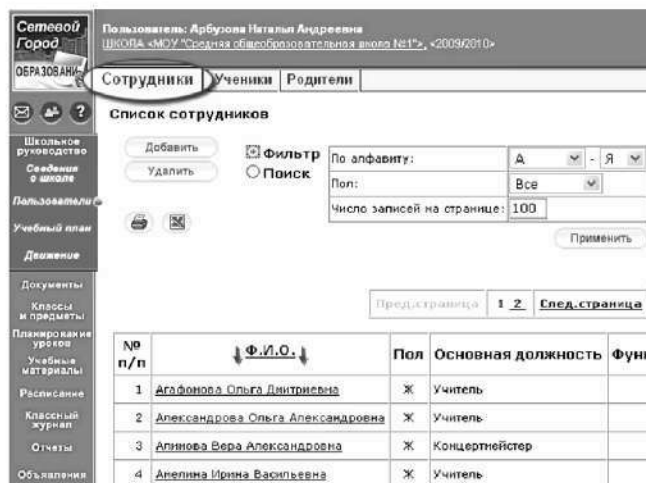 Сетевой
Город
ОБРАЗОВАНИ
Пользователь: Арбузова Наталья Андреевна
ШКОЛА <МОУ "Средняя общеобразовательная школа №1">, <2009/2010>
Сотрудники Ученики Родители
?
Список сотрудников
Добавить
Удалить
Фильтр
Поиск
По алфавиту: А - Я
Пол: Все
Число записей на странице: 100
Применить
Школьное
руководство
Сведения
о школе
Пользователи
Учебный план
Движение
Документы
Классы
и предметы
Планирование
уроков
Учебные
материалы
Расписание
Классный
журнал
Отчеты
Объявления
Пред.страница 1 2 След.страница
№
п/п
Ф.И.О. Пол Основная должность Фун
1 Агафонова Ольга Дмитриевна Ж Учитель
2 Александрова Ольга Александровна Ж Учитель
3 Алимова Вера Александровна Ж Концертмейстер
4 Амелина Ирина Васильевна Ж Учитель